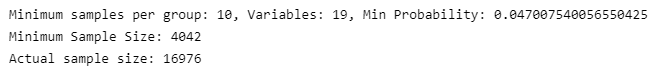 Minimum samples per group: 10, Variables: 19, Min Probability: 0.047007540056550425
Minimum Sample Size: 4042
Actual sample size: 16976